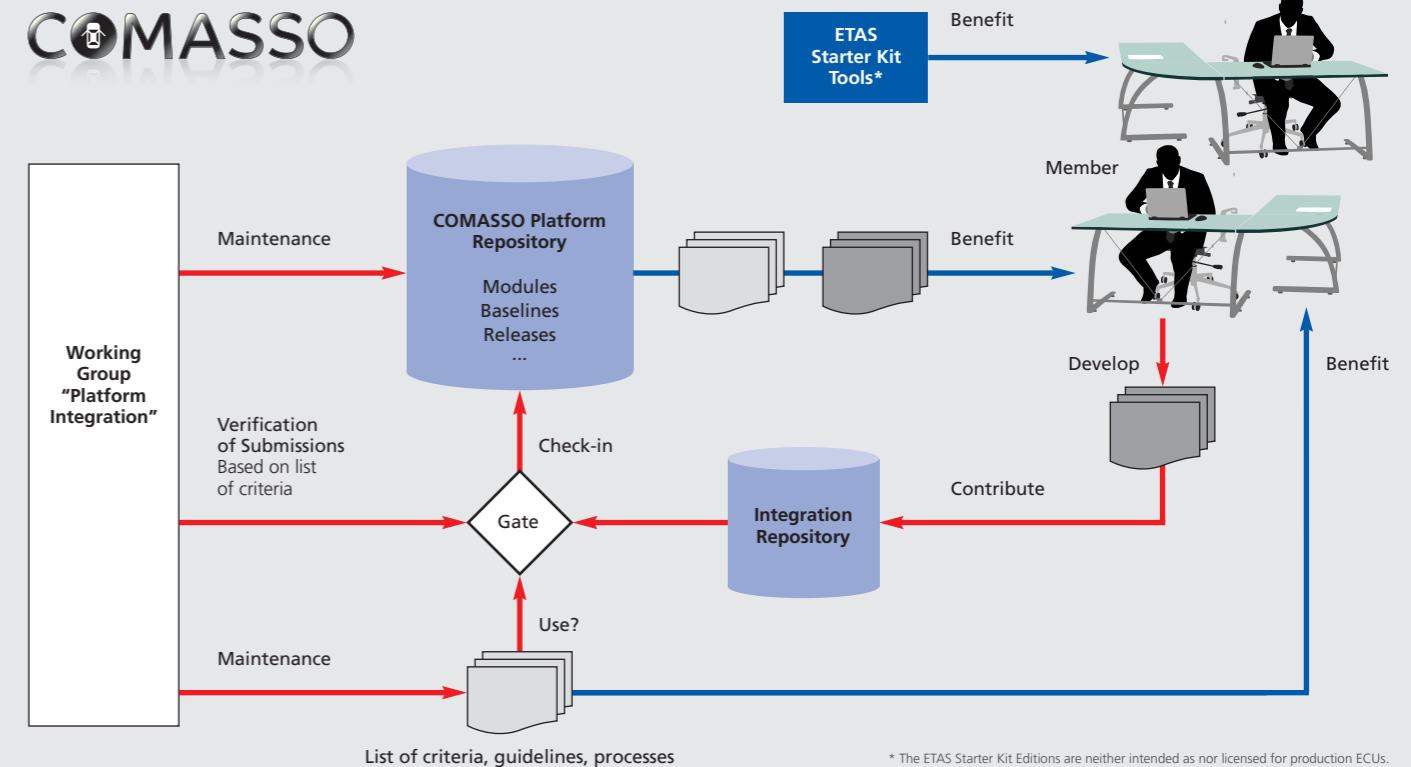 COMASSO
ETAS
Starter Kit
Tools*
Benefit
Member
Maintenance
COMASSO Platform
Repository
Modules
Baselines
Releases
...
Benefit
Working
Group
“Platform
Integration”
Develop
Benefit
Verification
of Submissions
Based on list
of criteria
Check-in
Gate
Integration
Repository
Contribute
Use?
Maintenance
List of criteria, guidelines, processes
* The ETAS Starter Kit Editions are neither intended as nor licensed for production ECUs.